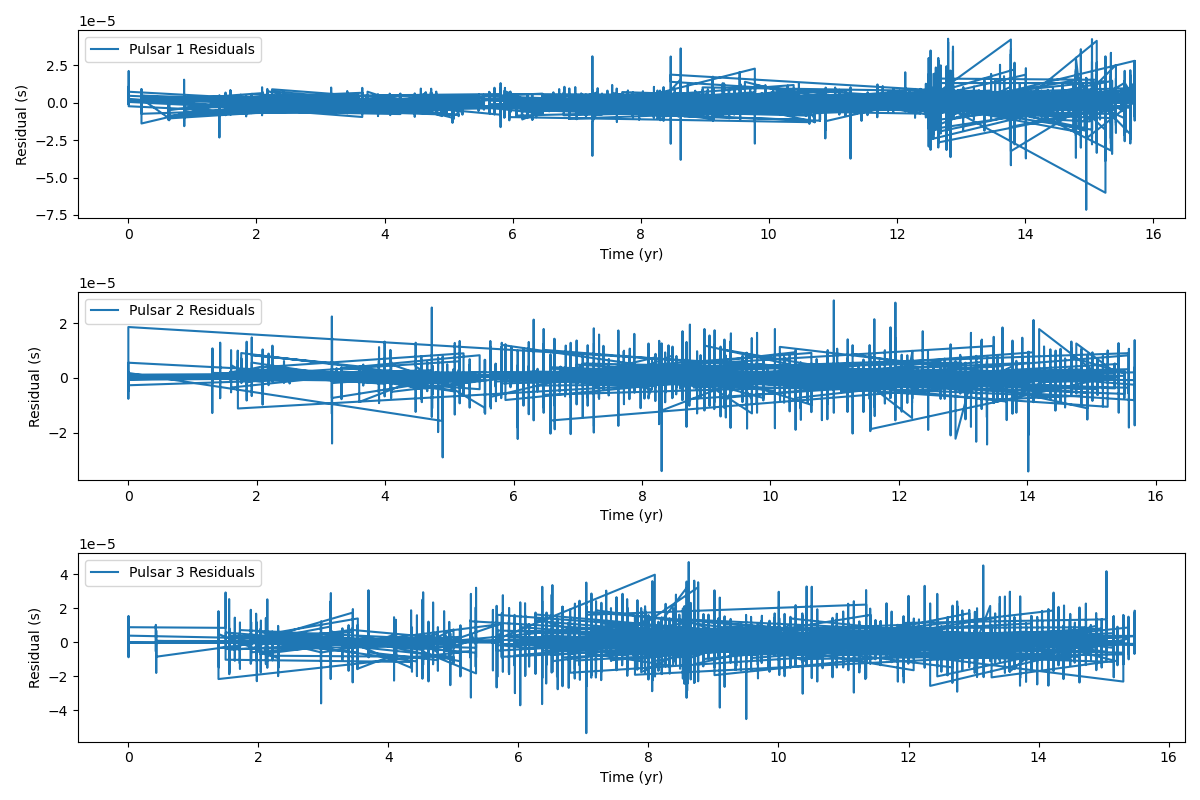 1e−5
Pulsar 1 Residuals
2.5
0.0
−2.5
−5.0
−7.5
Residual (s)
0 2 4 6 8 10 12 14 16
Time (yr)
1e−5
Pulsar 2 Residuals
2
0
−2
Residual (s)
0 2 4 6 8 10 12 14 16
Time (yr)
1e−5
Pulsar 3 Residuals
4
2
0
−2
−4
Residual (s)
0 2 4 6 8 10 12 14 16
Time (yr)